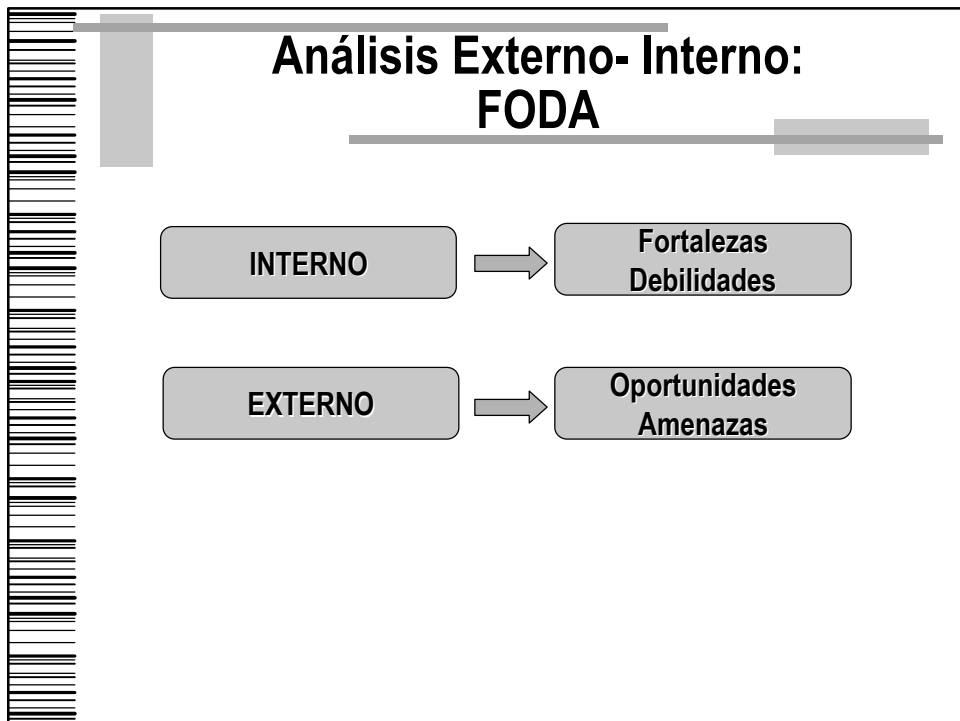 Análisis Externo- Interno:
FODA
INTERNO
Fortalezas
Debilidades
EXTERNO
Oportunidades
Amenazas